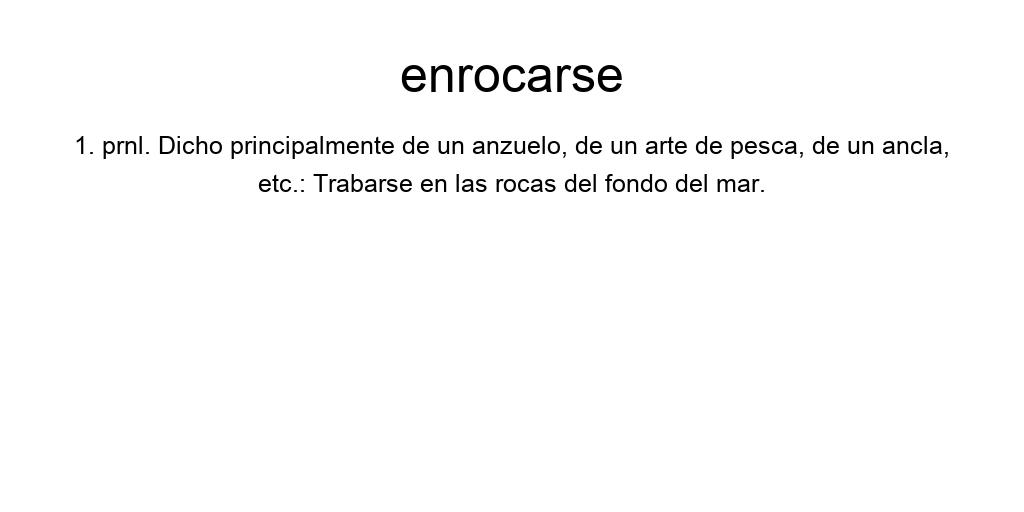 enrocarse
1. prnl. Dicho principalmente de un anzuelo, de un arte de pesca, de un ancla,
etc.: Trabarse en las rocas del fondo del mar.